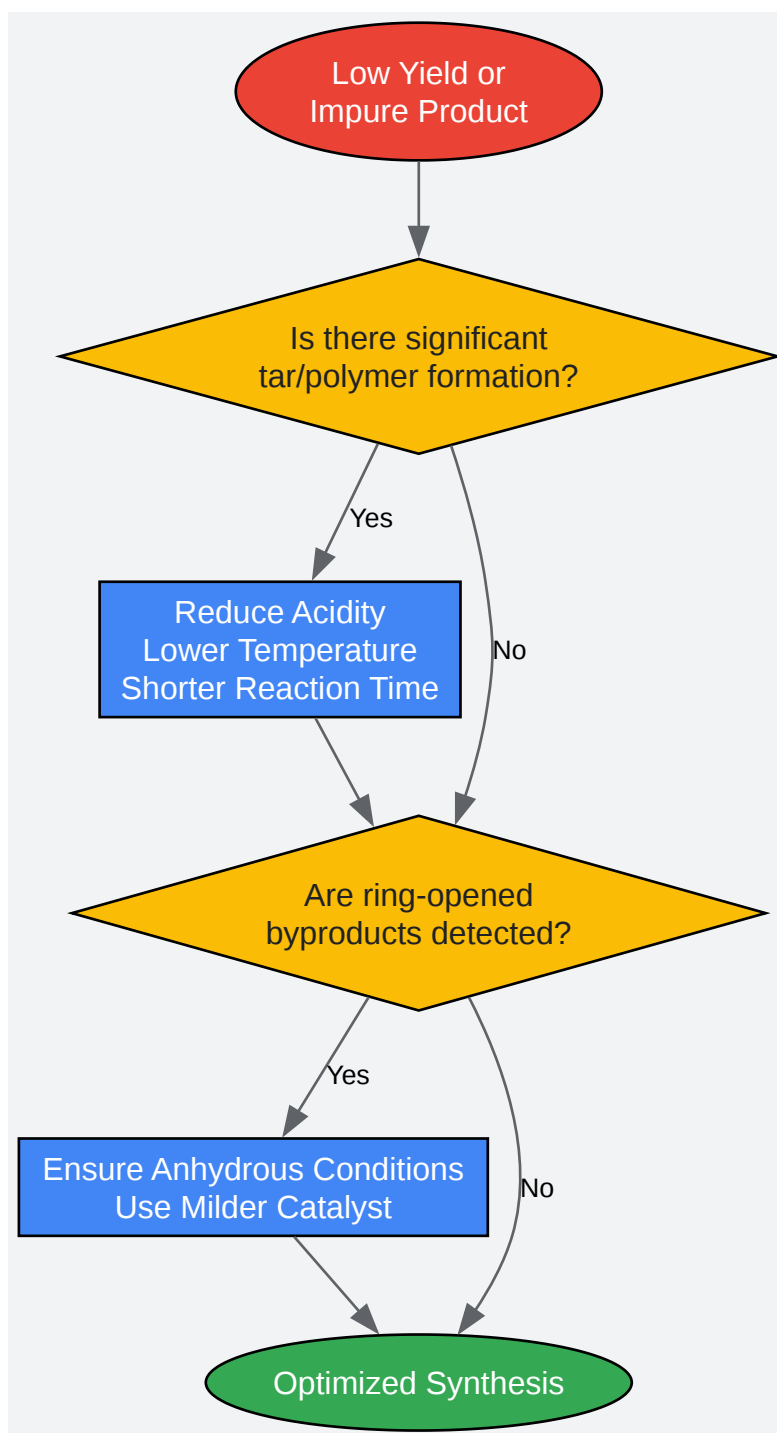 Low Yield or
Impure Product
Is there significant
tar/polymer formation?
Yes
Reduce Acidity
Lower Temperature
Shorter Reaction Time
No
Are ring-opened
byproducts detected?
Yes
Ensure Anhydrous Conditions
Use Milder Catalyst
No
Optimized Synthesis